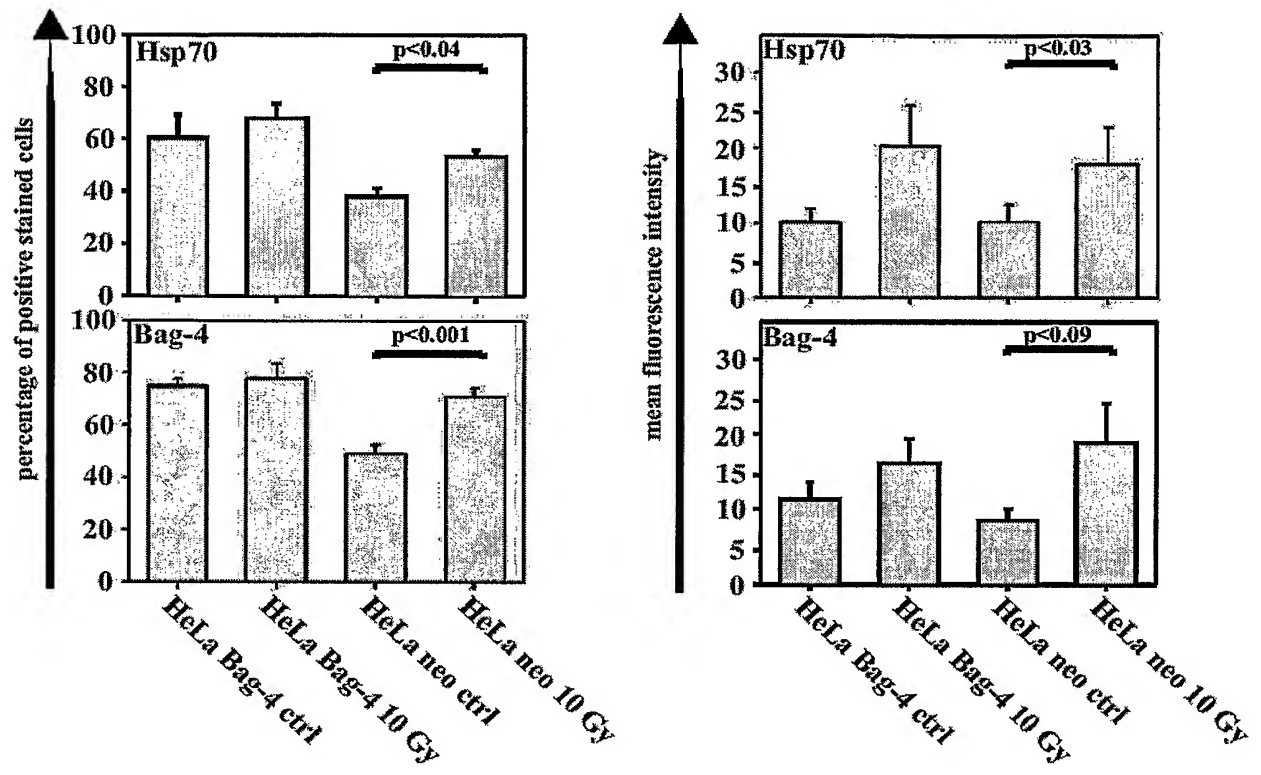 percentage of positive stained cells
100
80
60
40
20
0
Hsp70
p<0.04
100
80
60
40
20
0
Bag-4
p<0.001
HeLa Bag-4 ctrl
HeLa Bag-4 10 Gy
HeLa neo ctrl
HeLa neo 10 Gy
mean fluorescence intensity
30
25
20
15
10
5
0
Hsp70
p<0.03
30
25
20
15
10
5
0
Bag-4
p<0.09
HeLa Bag-4 ctrl
HeLa Bag-4 10 Gy
HeLa neo ctrl
HeLa neo 10 Gy